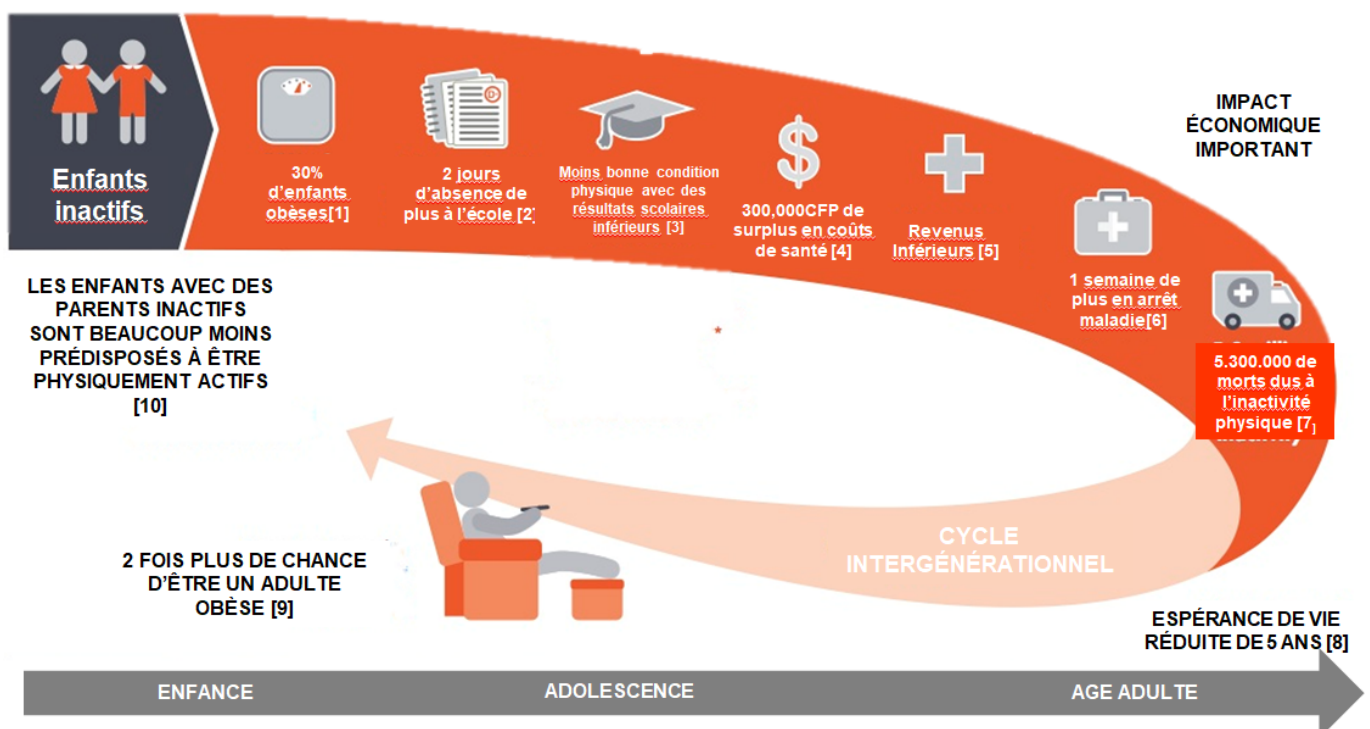 Enfants
inactifs
30%
d’enfants
obèses[1]
2 jours
d’absence de
plus à l’école [2]
Moins bonne condition
physique avec des
résultats scolaires
inférieurs [3]
300,000CFP de
surplus en coûts
de santé [4]
Revenus
Inférieurs [5]
1 semaine de
plus en arrêt
maladie[6]
5.300.000 de
morts dus à
l’inactivité
physique [7]
IMPACT
ÉCONOMIQUE
IMPORTANT
LES ENFANTS AVEC DES
PARENTS INACTIFS
SONT BEAUCOUP MOINS
PRÉDISPOSÉS À ÊTRE
PHYSIQUEMENT ACTIFS
[10]
*
CYCLE
INTERGÉNÉRATIONNEL
2 FOIS PLUS DE CHANCE
D’ÊTRE UN ADULTE
OBÈSE [9]
ESPÉRANCE DE VIE
RÉDUITE DE 5 ANS [8]
ENFANCE
ADOLESCENCE
AGE ADULTE